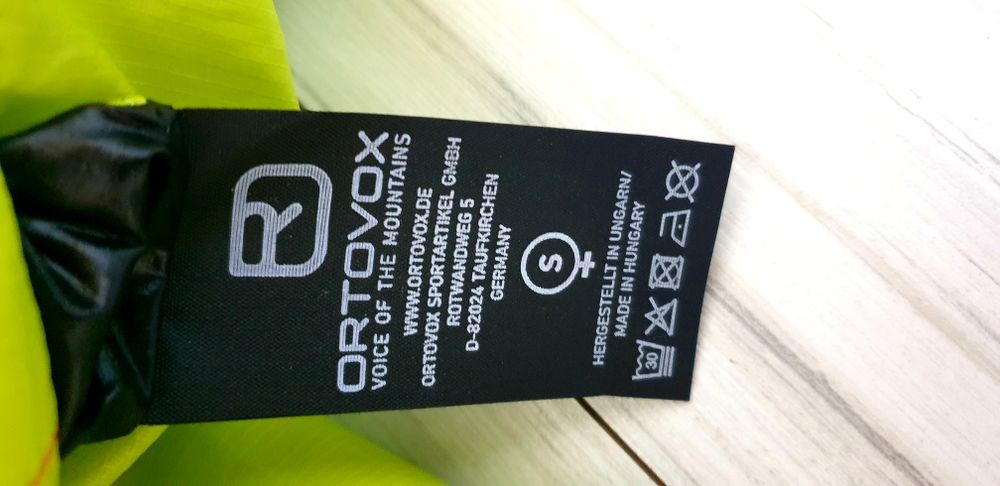 ORTOVOX
VOICE OF THE MOUNTAINS
WWW.ORTOVOX.DE
ORTOVOX SPORTARTIKEL GMBH
ROTWANDWEG 5
D-82024 TAUFKIRCHEN
GERMANY
S
HERGESTELLT IN UNGARN/
MADE IN HUNGARY
30